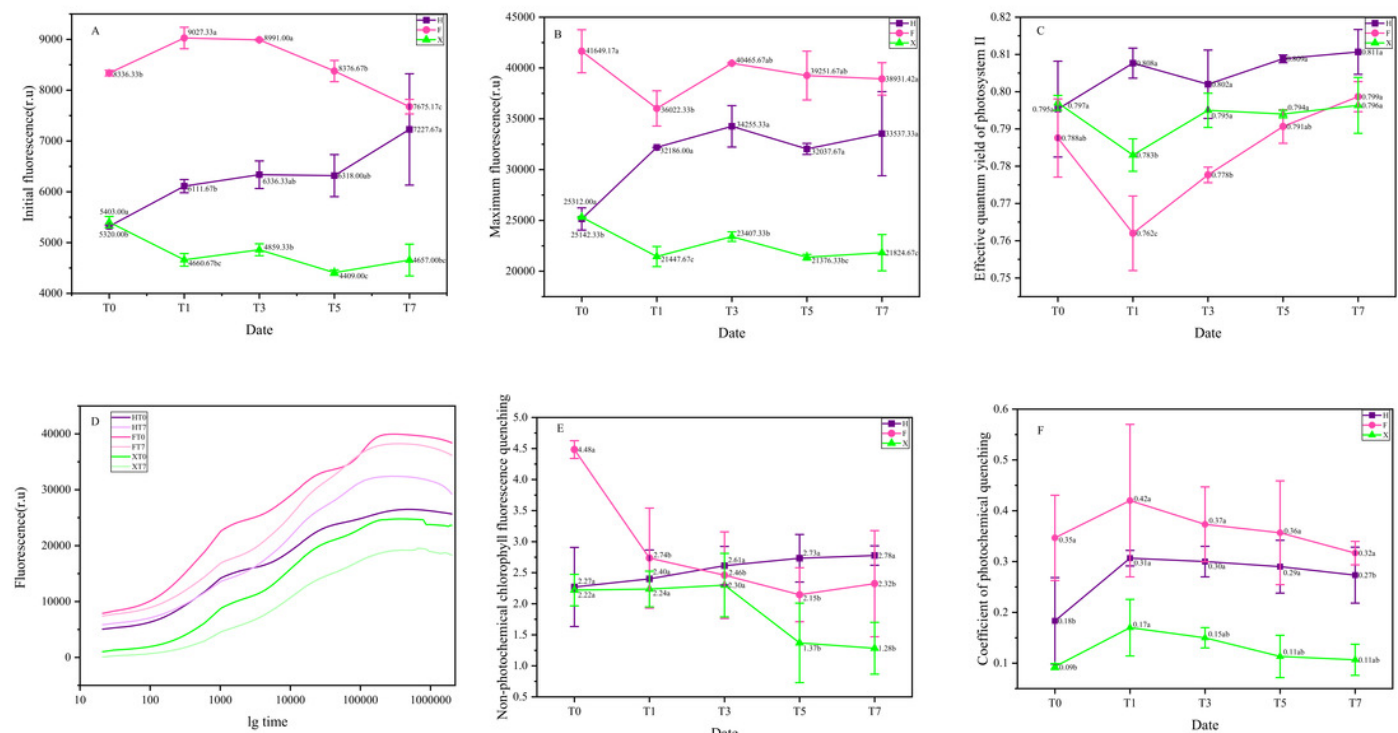 A
H
F
X
Initial fluorescence(r.u)
9000
8000
7000
6000
5000
4000
8336.33b
9027.33a
8991.00a
8376.67b
7675.17c
7227.67a
6111.67b
6336.33ab
6318.00ab
5403.00a
5320.00b
4660.67bc
4859.33b
4409.00c
4657.00bc
T0 T1 T3 T5 T7
Date
B
H
F
X
Maximum fluorescence(r.u)
45000
40000
35000
30000
25000
20000
41649.17a
36022.33b
40465.67ab
39251.67ab
38931.42a
32186.00a
34255.33a
32037.67a
33537.33a
25312.00a
25142.33b
21447.67c
23407.33b
21376.33bc
21824.67c
T0 T1 T3 T5 T7
Date
C
H
F
X
Effective quantum yield of photosystem II
0.82
0.81
0.80
0.79
0.78
0.77
0.76
0.75
0.795a
0.797a
0.788ab
0.808a
0.783b
0.762c
0.802a
0.795a
0.778b
0.809a
0.794a
0.791ab
0.811a
0.799a
0.796a
T0 T1 T3 T5 T7
Date
D
HT0
HT7
FT0
FT7
XT0
XT7
Fluorescence(r.u)
40000
30000
20000
10000
0
10 100 1000 10000 100000 1000000
lg time
E
H
F
X
Non-photochemical chlorophyll fluorescence quenching
5.0
4.5
4.0
3.5
3.0
2.5
2.0
1.5
1.0
0.5
4.48a
2.27a
2.22a
2.74b
2.40a
2.24a
2.61a
2.46b
2.30a
2.73a
2.15b
1.37b
2.78a
2.32b
1.28b
T0 T1 T3 T5 T7
Date
F
H
F
X
Coefficient of photochemical quenching
0.6
0.5
0.4
0.3
0.2
0.1
0.35a
0.18b
0.09b
0.42a
0.31a
0.17a
0.37a
0.30a
0.15ab
0.36a
0.29a
0.11ab
0.32a
0.27b
0.11ab
T0 T1 T3 T5 T7
Date